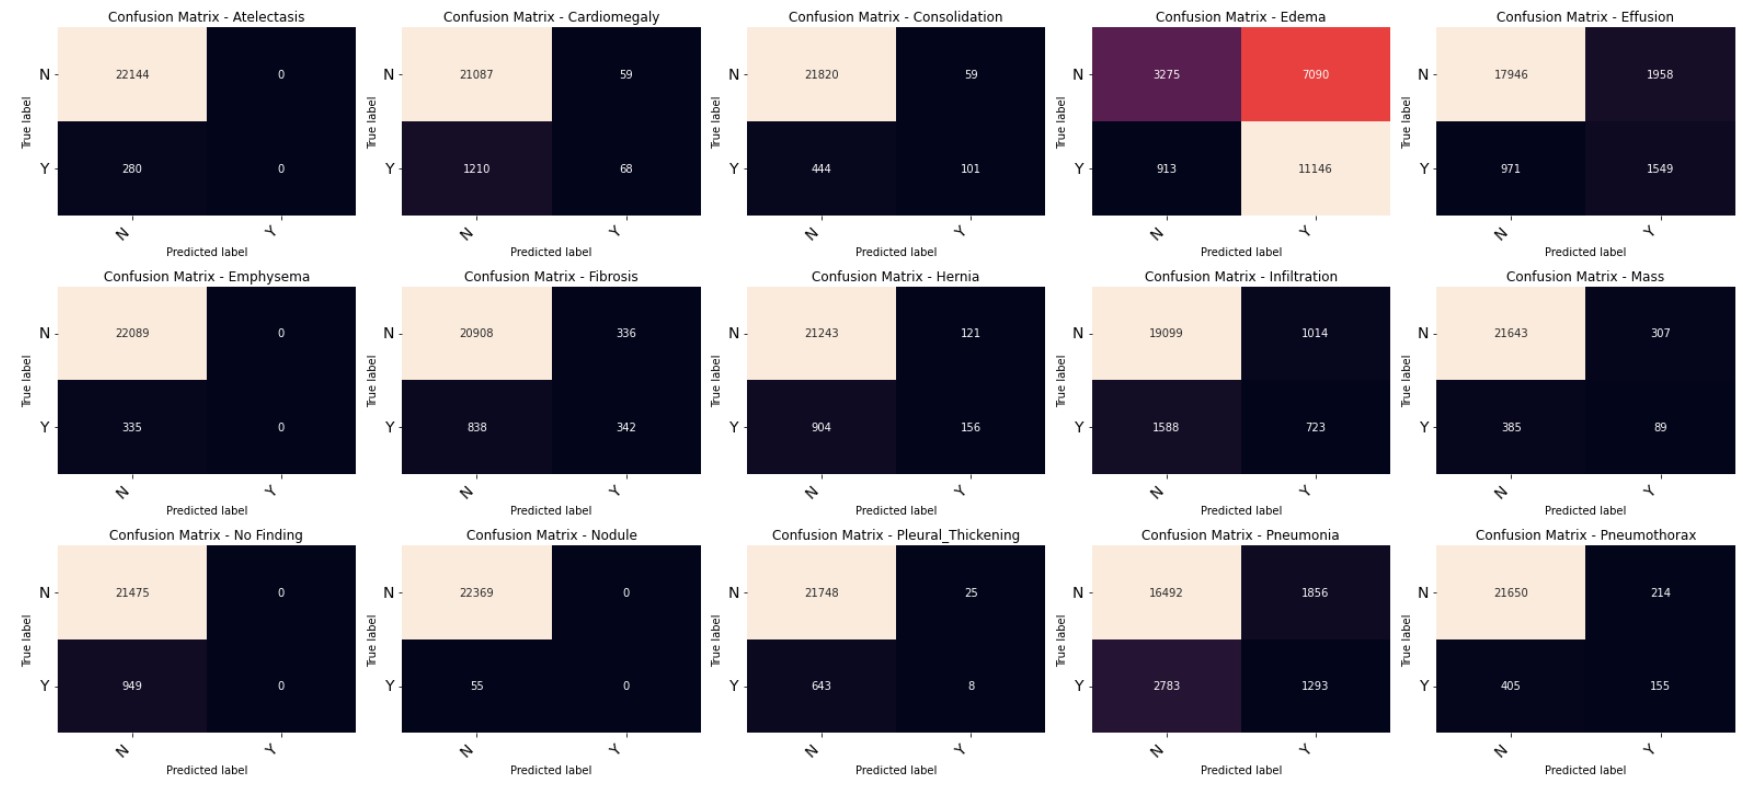 Confusion Matrix - Atelectasis
N 22144 0
Y 280 0
True label
N Y
Predicted label
Confusion Matrix - Cardiomegaly
N 21087 59
Y 1210 68
True label
N Y
Predicted label
Confusion Matrix - Consolidation
N 21820 59
Y 444 101
True label
N Y
Predicted label
Confusion Matrix - Edema
N 3275 7090
Y 913 11146
True label
N Y
Predicted label
Confusion Matrix - Effusion
N 17946 1958
Y 971 1549
True label
N Y
Predicted label
Confusion Matrix - Emphysema
N 22089 0
Y 335 0
True label
N Y
Predicted label
Confusion Matrix - Fibrosis
N 20908 336
Y 838 342
True label
N Y
Predicted label
Confusion Matrix - Hernia
N 21243 121
Y 904 156
True label
N Y
Predicted label
Confusion Matrix - Infiltration
N 19099 1014
Y 1588 723
True label
N Y
Predicted label
Confusion Matrix - Mass
N 21643 307
Y 385 89
True label
N Y
Predicted label
Confusion Matrix - No Finding
N 21475 0
Y 949 0
True label
N Y
Predicted label
Confusion Matrix - Nodule
N 22369 0
Y 55 0
True label
N Y
Predicted label
Confusion Matrix - Pleural_Thickening
N 21748 25
Y 643 8
True label
N Y
Predicted label
Confusion Matrix - Pneumonia
N 16492 1856
Y 2783 1293
True label
N Y
Predicted label
Confusion Matrix - Pneumothorax
N 21650 214
Y 405 155
True label
N Y
Predicted label